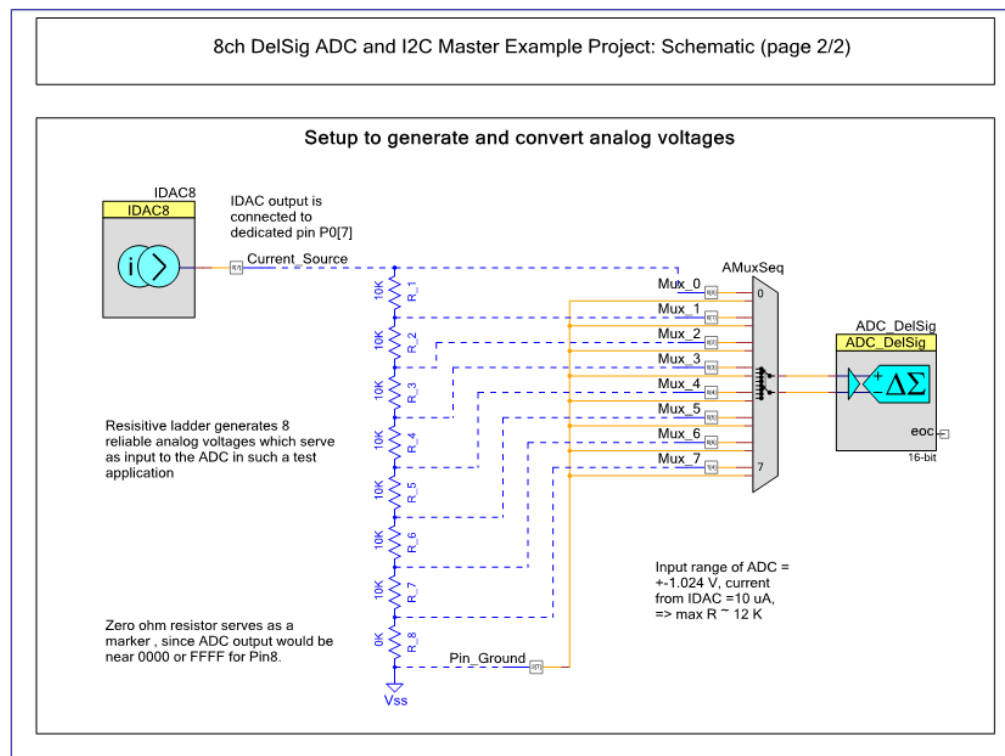 8ch DelSig ADC and I2C Master Example Project: Schematic (page 2/2)
Setup to generate and convert analog voltages
IDAC8
IDAC8
i
IDAC output is
connected to
dedicated pin P0[7]
Current_Source
10K
R_1
10K
R_2
10K
R_3
10K
R_4
10K
R_5
10K
R_6
10K
R_7
0K
R_8
Resisitive ladder generates 8
reliable analog voltages which serve
as input to the ADC in such a test
application
Zero ohm resistor serves as a
marker , since ADC output would be
near 0000 or FFFF for Pin8.
Pin_Ground
Vss
Mux_0
Mux_1
Mux_2
Mux_3
Mux_4
Mux_5
Mux_6
Mux_7
AMuxSeq
0
7
ADC_DelSig
ADC_DelSig
+
−
ΔΣ
eoc
16-bit
Input range of ADC =
+-1.024 V, current
from IDAC =10 uA,
=> max R ~ 12 K